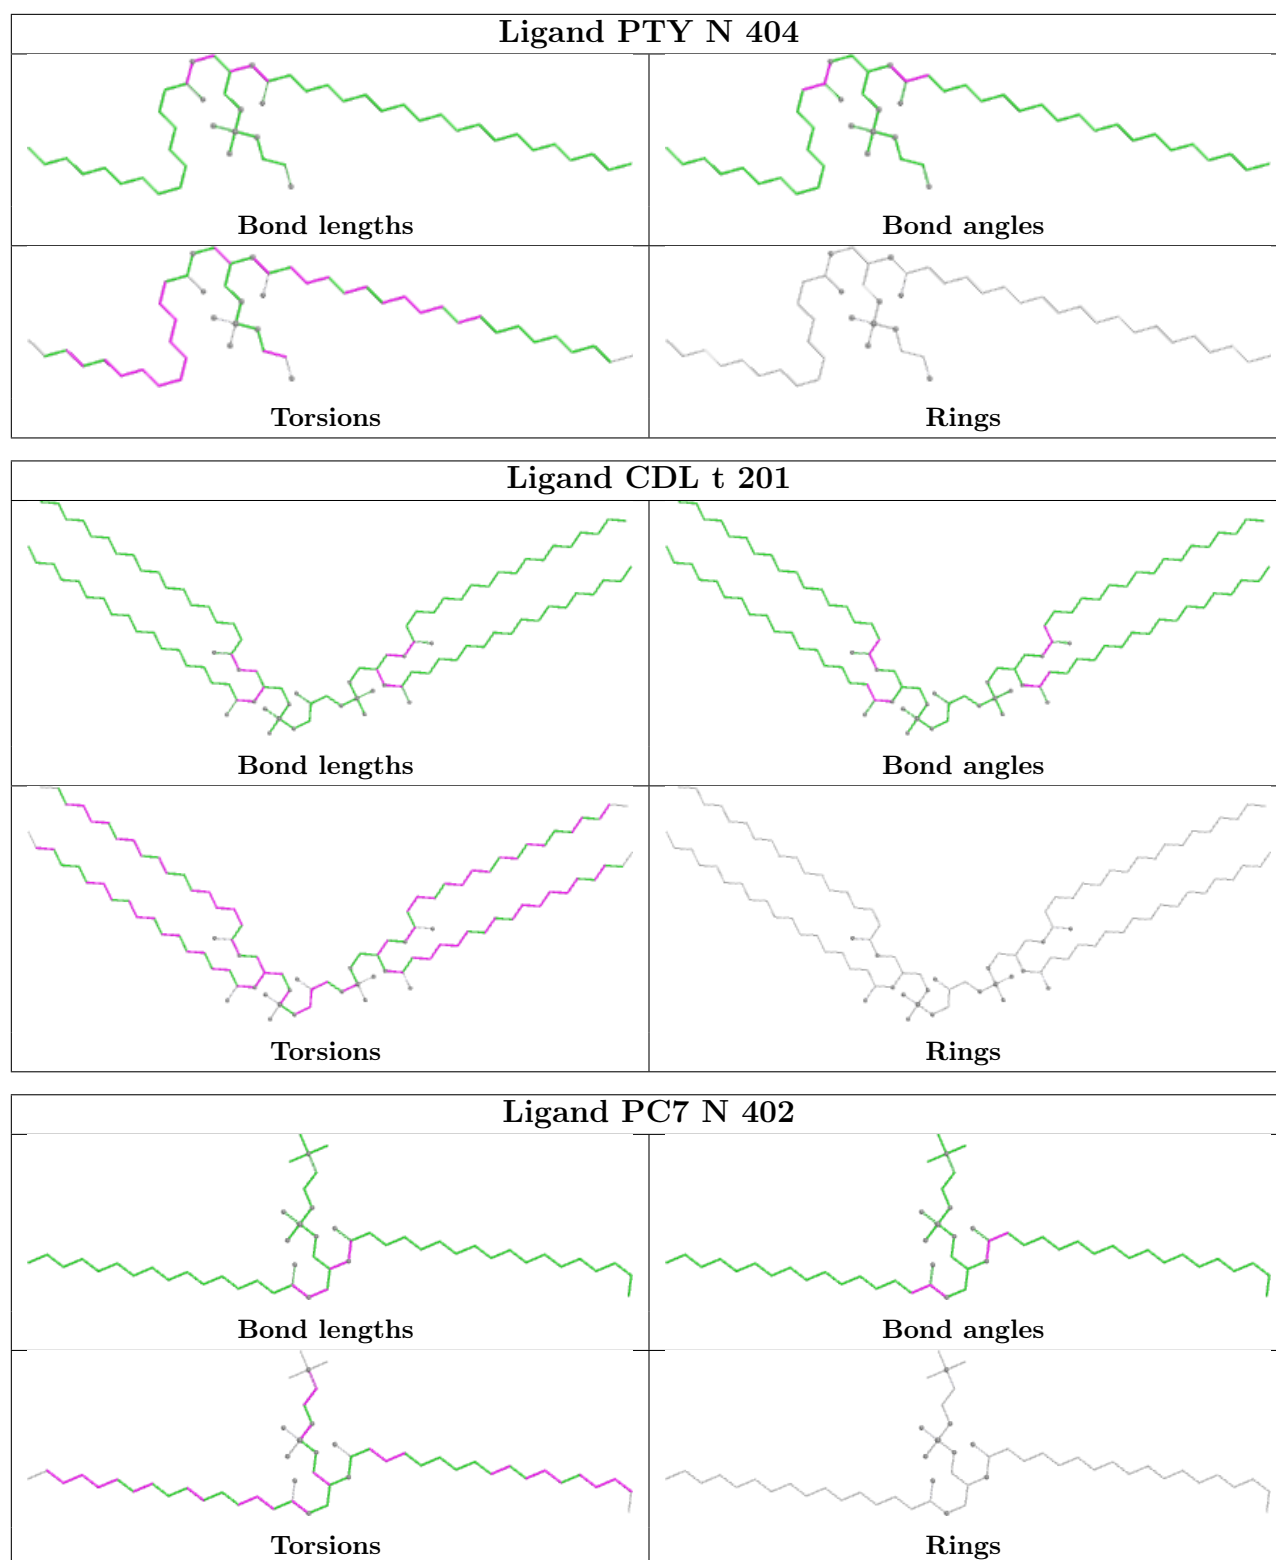 Ligand PTY N 404
Bond lengths
Bond angles
Torsions
Rings
Ligand CDL t 201
Bond lengths
Bond angles
Torsions
Rings
Ligand PC7 N 402
Bond lengths
Bond angles
Torsions
Rings